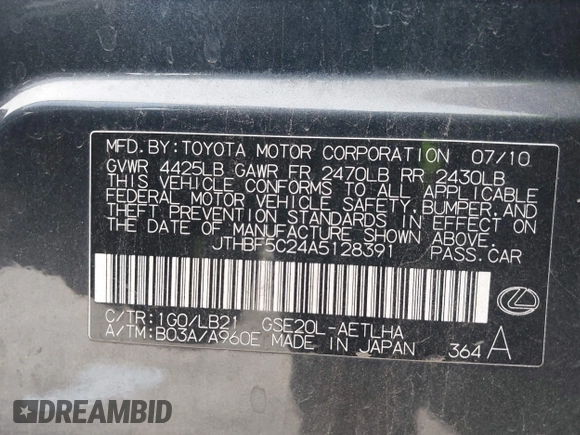 MFD. BY: TOYOTA MOTOR CORPORATION 07/10
GVWR 4425LB GAWR FR 2470LB RR 2430LB
THIS VEHICLE CONFORMS TO ALL APPLICABLE
FEDERAL MOTOR VEHICLE SAFETY, BUMPER, AND
THEFT PREVENTION STANDARDS IN EFFECT ON
THE DATE OF MANUFACTURE SHOWN ABOVE.
JTHBF5C24A5128391 PASS. CAR
C/TR: 1G0/LB21 GSE20L-AETLHA
A/TM: B03A/A960E MADE IN JAPAN 364 A
DREAMBID